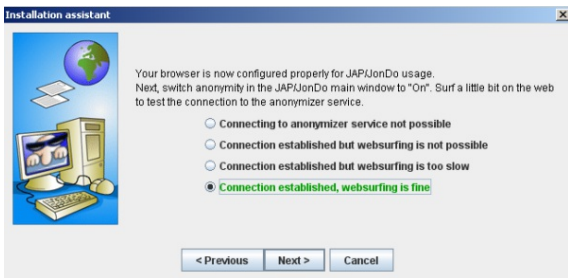 Installation assistant
Your browser is now configured properly for JAP/JonDo usage.
Next, switch anonymity in the JAP/JonDo main window to "On". Surf a little bit on the web
to test the connection to the anonymizer service.
Connecting to anonymizer service not possible
Connection established but websurfing is not possible
Connection established but websurfing is too slow
Connection established, websurfing is fine
< Previous
Next >
Cancel